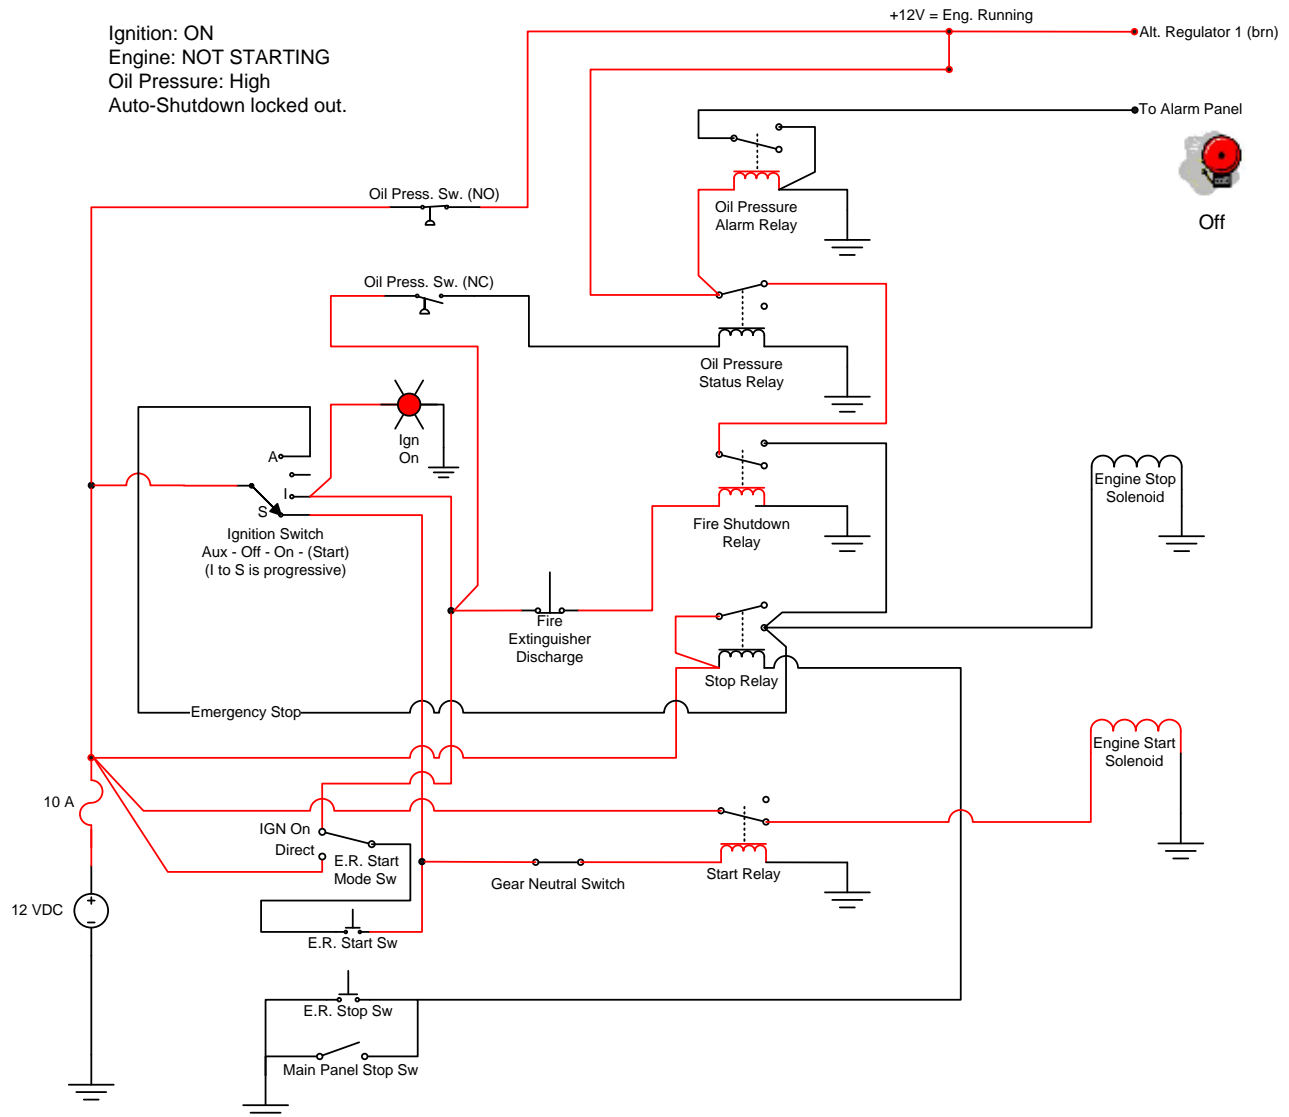 +12V = Eng. Running
Ignition: ON
Engine: NOT STARTING
Oil Pressure: High
Auto-Shutdown locked out.
Alt. Regulator 1 (brn)
To Alarm Panel
Off
Oil Press. Sw. (NO)
Oil Pressure
Alarm Relay
Oil Press. Sw. (NC)
Oil Pressure
Status Relay
Ign
On
A
I
S
Ignition Switch
Aux - Off - On - (Start)
(I to S is progressive)
Engine Stop
Solenoid
Fire Shutdown
Relay
Fire
Extinguisher
Discharge
Stop Relay
Emergency Stop
Engine Start
Solenoid
10 A
IGN On
Direct
E.R. Start
Mode Sw
Gear Neutral Switch
Start Relay
12 VDC
+
−
E.R. Start Sw
E.R. Stop Sw
Main Panel Stop Sw